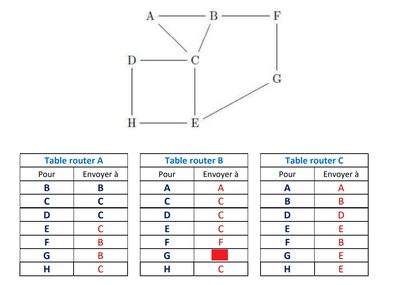 A B F
D C
G
H E
Table router A Table router B Table router C
Pour Envoyer à Pour Envoyer à Pour Envoyer à
B B A A A A
C C C C B B
D C D C D D
E C E C E E
F B F F F B
G B G G E
H C H C H E